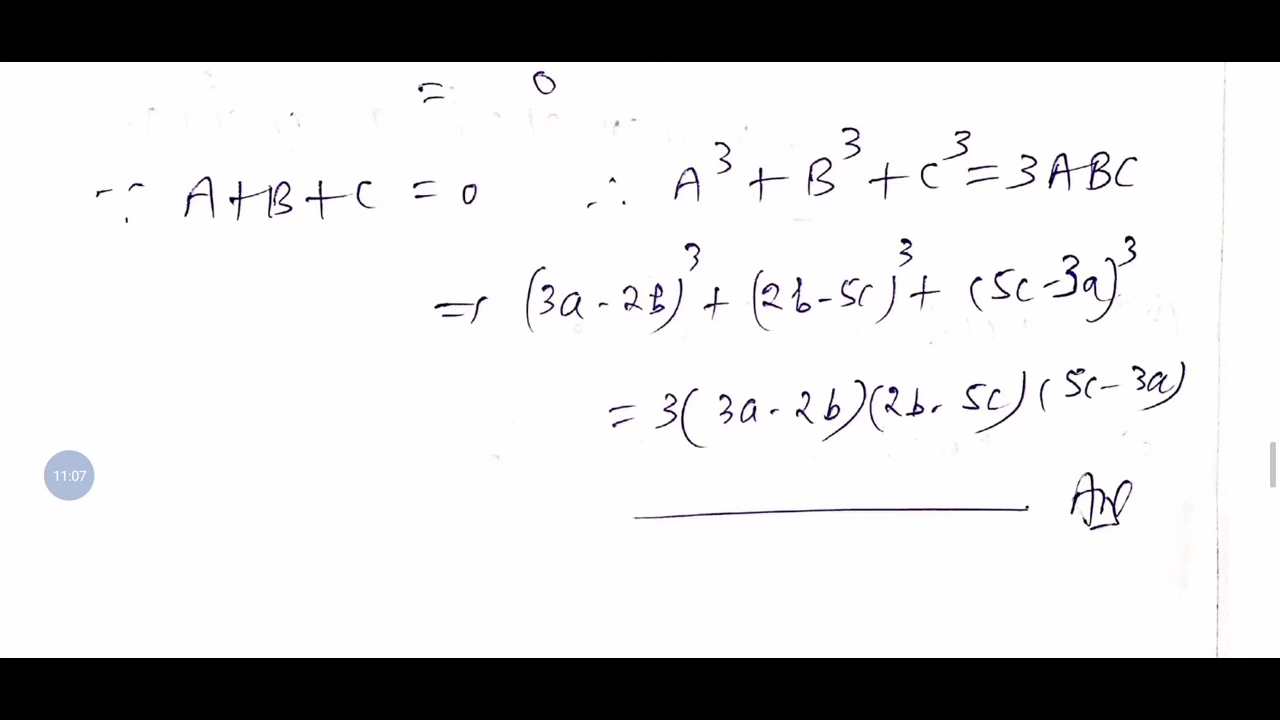 = 0
∵ A+B+C = 0 ∴ A³ + B³ + C³ = 3ABC
⇒ (3a - 2b)³ + (2b - 5c)³ + (5c - 3a)³
= 3(3a - 2b)(2b - 5c)(5c - 3a)
11:07
Ans